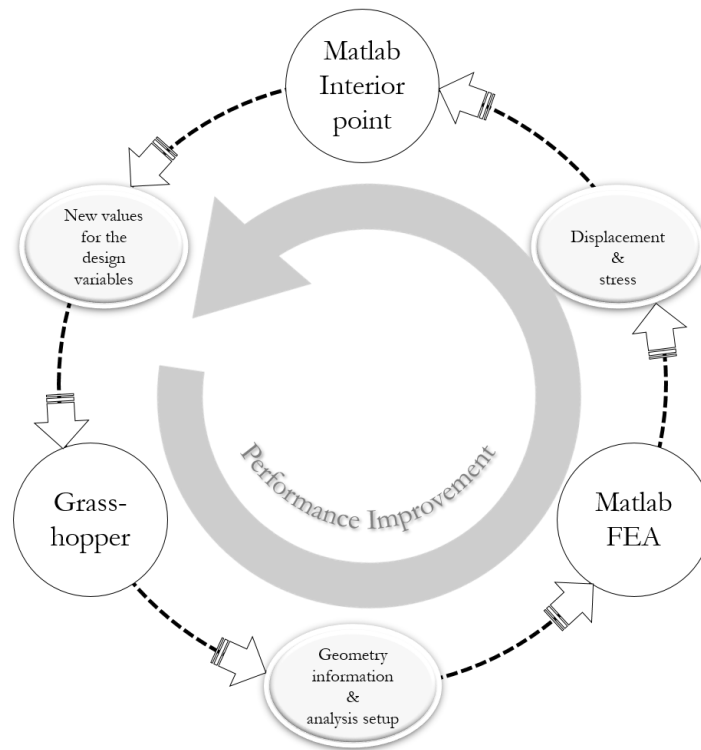 Matlab
Interior
point
New values
for the
design
variables
Displacement
&
stress
Performance Improvement
Grass-
hopper
Matlab
FEA
Geometry
information
&
analysis setup